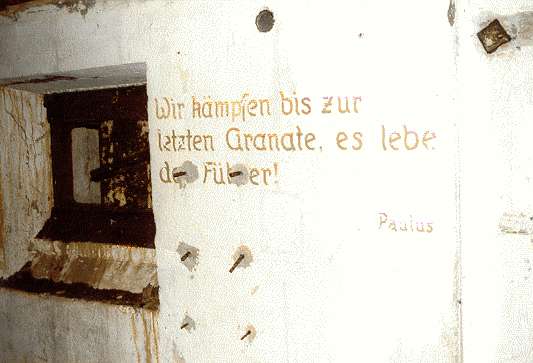 Wir kämpfen bis zur
letzten Granate, es lebe
der Führer!
Paulus